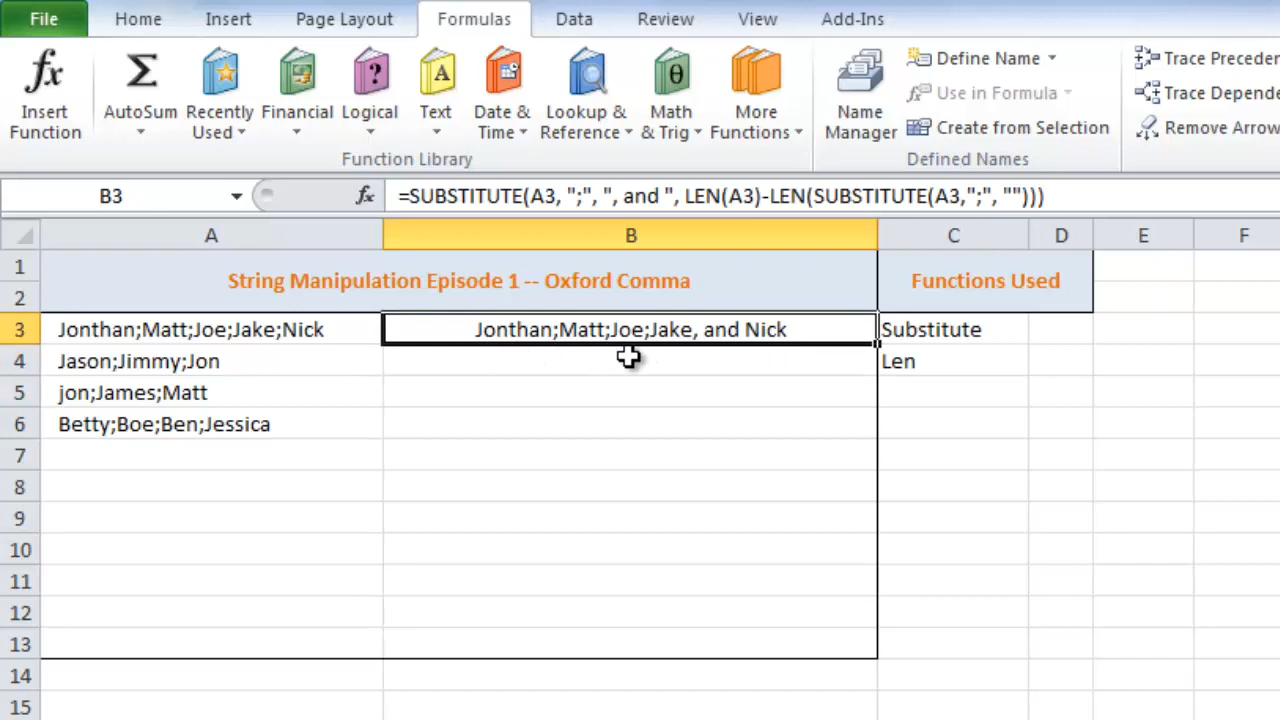 File Home Insert Page Layout Formulas Data Review View Add-Ins
fx Insert Function
Σ AutoSum
Recently Used
Financial
? Logical
A Text
Date & Time
Lookup & Reference
θ Math & Trig
More Functions
Function Library
Name Manager
Define Name
fx Use in Formula
Create from Selection
Defined Names
Trace Preceder
Trace Depende
Remove Arrow
B3 fx =SUBSTITUTE(A3, ";", ", and ", LEN(A3)-LEN(SUBSTITUTE(A3,";", "")))
A B C D E F
1 String Manipulation Episode 1 -- Oxford Comma Functions Used
2
3 Jonthan;Matt;Joe;Jake;Nick Jonthan;Matt;Joe;Jake, and Nick Substitute
4 Jason;Jimmy;Jon Len
5 jon;James;Matt
6 Betty;Boe;Ben;Jessica
7
8
9
10
11
12
13
14
15